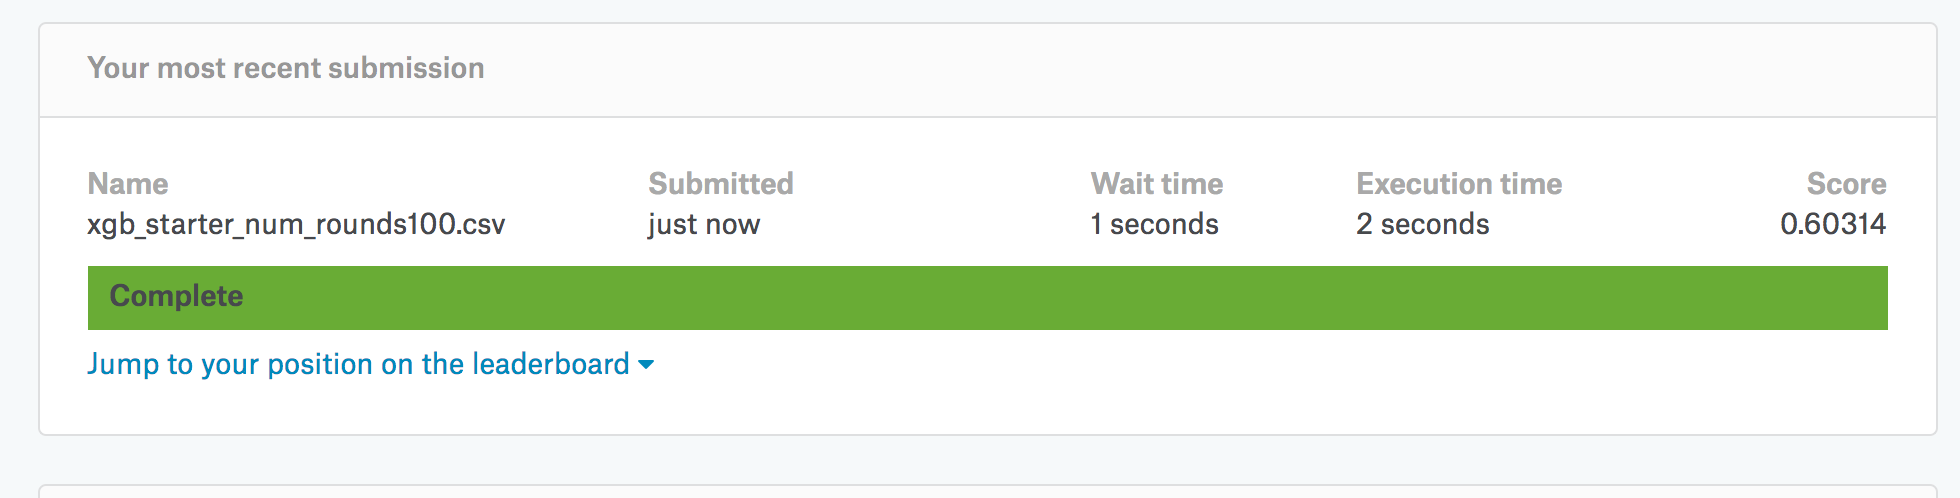 Your most recent submission
Name Submitted Wait time Execution time Score
xgb_starter_num_rounds100.csv just now 1 seconds 2 seconds 0.60314
Complete
Jump to your position on the leaderboard